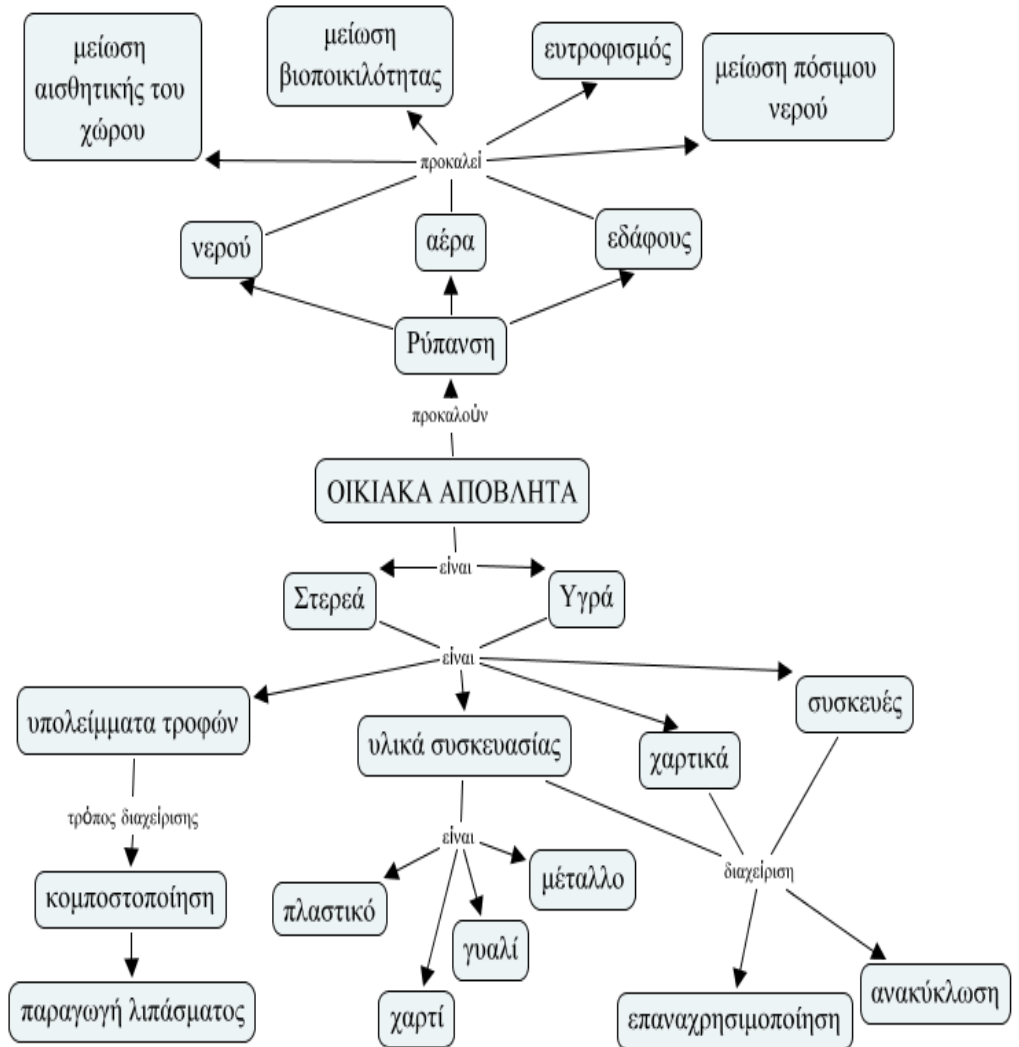 μείωση
αισθητικής του
χώρου
μείωση
βιοποικιλότητας
ευτροφισμός
μείωση πόσιμου
νερού
προκαλεί
νερού
αέρα
εδάφους
Ρύπανση
προκαλούν
ΟΙΚΙΑΚΑ ΑΠΟΒΛΗΤΑ
είναι
Στερεά
Υγρά
είναι
υπολείμματα τροφών
υλικά συσκευασίας
χαρτικά
συσκευές
τρόπος διαχείρισης
είναι
διαχείριση
κομποστοποίηση
πλαστικό
μέταλλο
γυαλί
χαρτί
παραγωγή λιπάσματος
επαναχρησιμοποίηση
ανακύκλωση